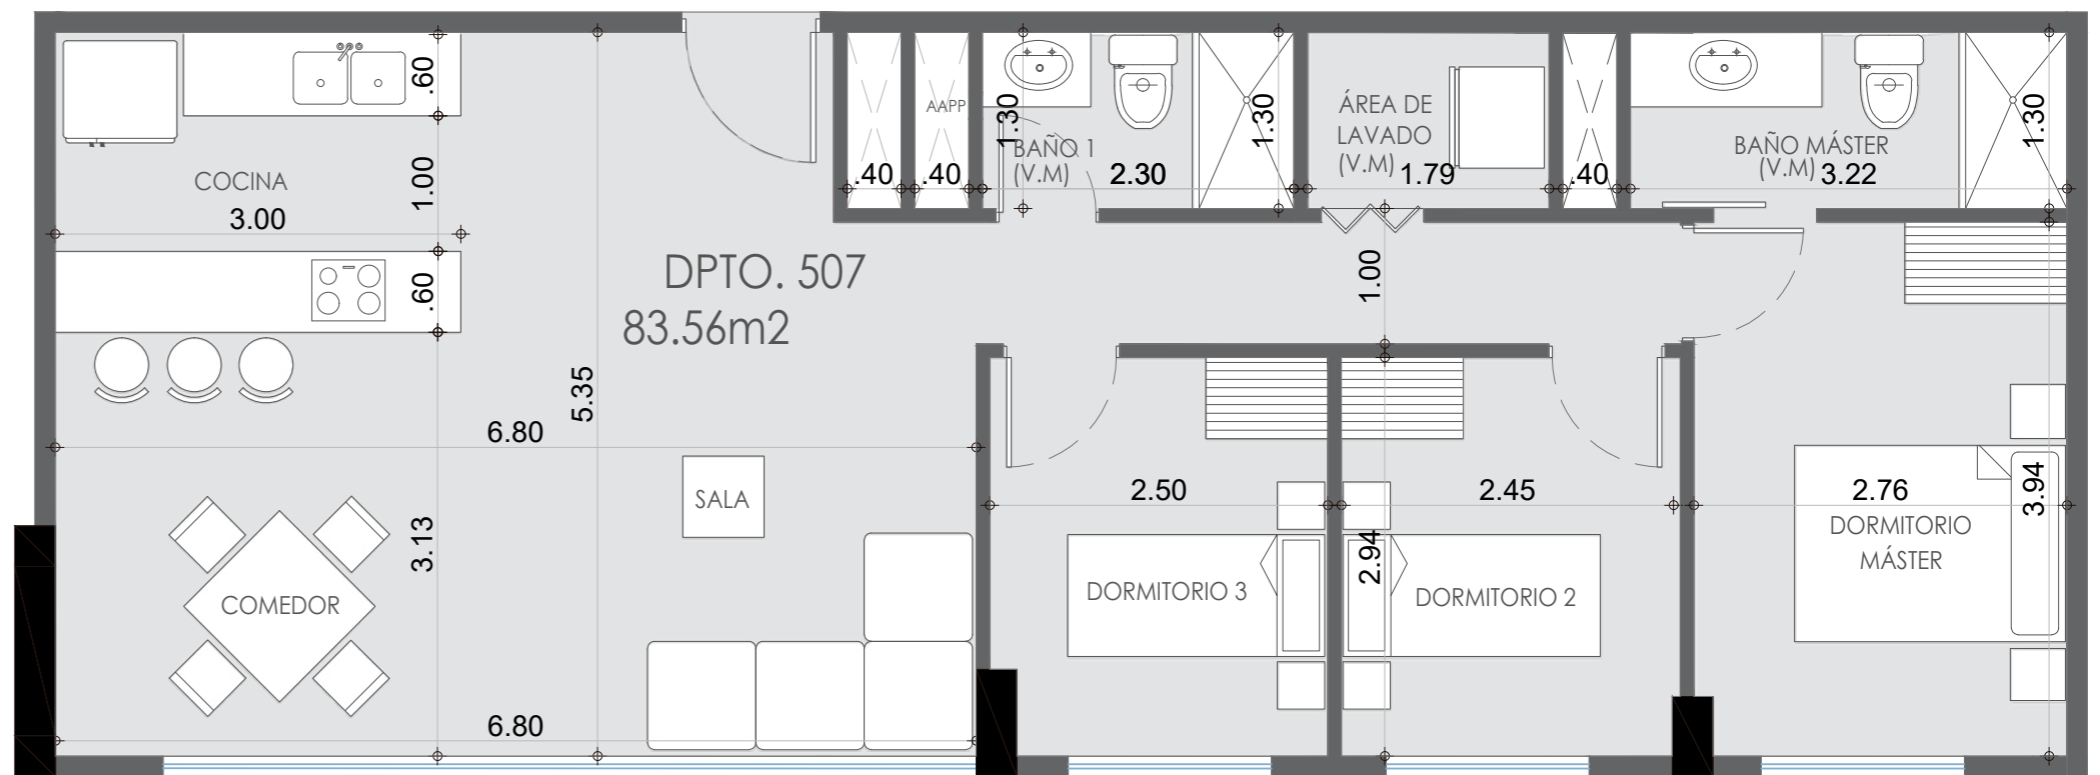 .60
AAPP
1.30
1.30
1.30
ÁREA DE
LAVADO
(V.M)
1.79
BAÑO 1
(V.M)
2.30
BAÑO MÁSTER
(V.M)
3.22
COCINA
1.00
.40
.40
.40
3.00
DPTO. 507
83.56m2
.60
1.00
5.35
6.80
SALA
2.50
2.45
2.76
3.94
3.13
DORMITORIO
MÁSTER
2.94
COMEDOR
DORMITORIO 3
DORMITORIO 2
6.80